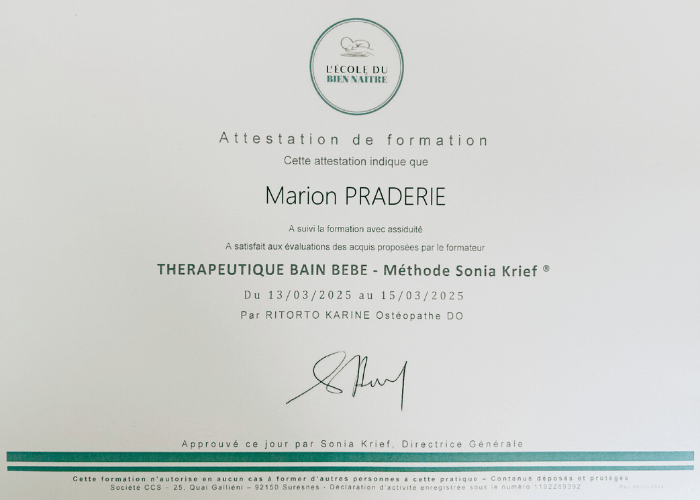 L'ÉCOLE DU
BIEN NAITRE
Attestation de formation
Cette attestation indique que
Marion PRADERIE
A suivi la formation avec assiduité
A satisfait aux évaluations des acquis proposées par le formateur
THERAPEUTIQUE BAIN BEBE - Méthode Sonia Krief ®
Du 13/03/2025 au 15/03/2025
Par RITORTO KARINE Ostéopathe DO
Approuvé ce jour par Sonia Krief, Directrice Générale
Cette formation n'autorise en aucun cas à former d'autres personnes à cette pratique – Contenus déposés et protégés
Société CCS - 25, Quai Galliéni – 92150 Suresnes - Déclaration d'activité enregistrée sous le numéro 1192289392